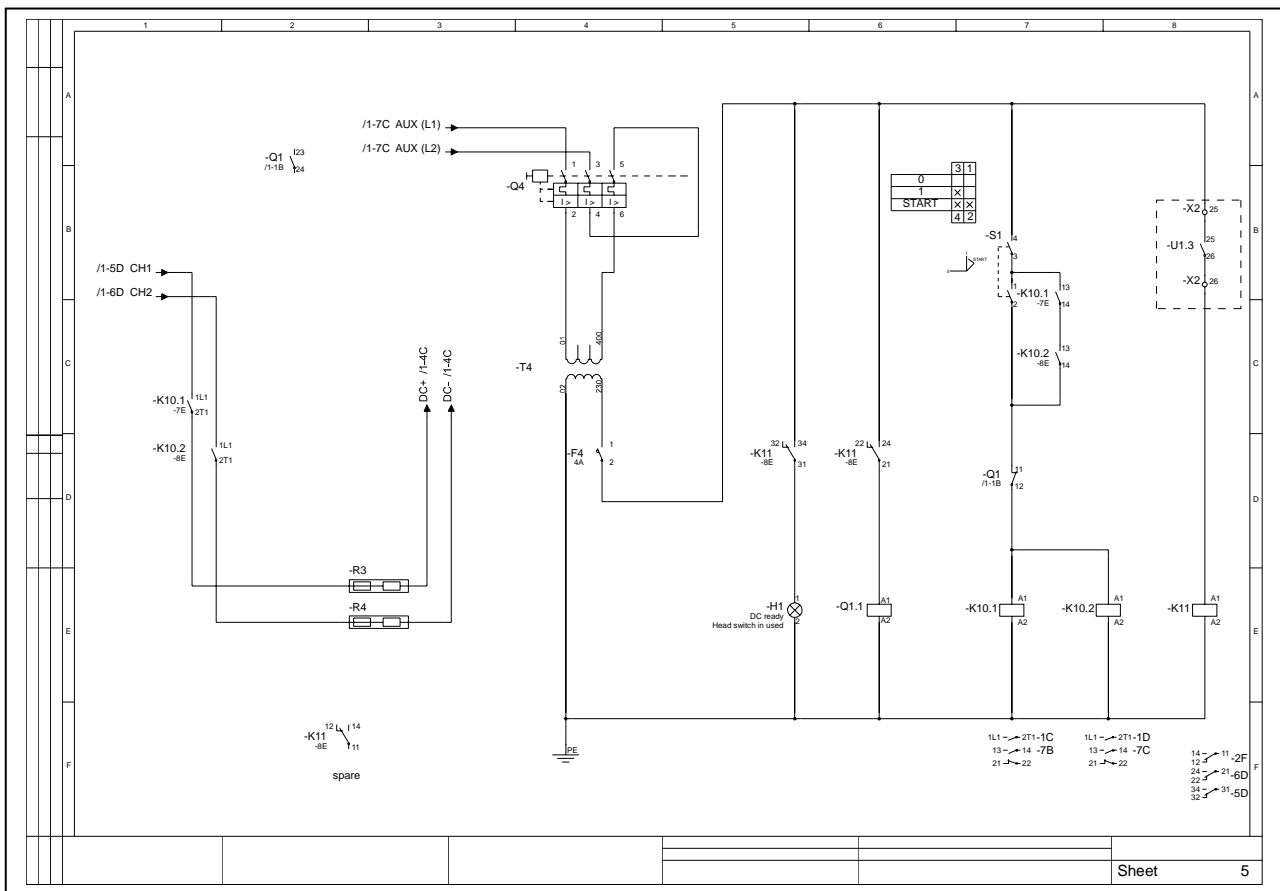 1 2 3 4 5 6 7 8
A A
/1-7C AUX (L1)
/1-7C AUX (L2)
-Q1 23
/1-1B 24
1 3 5
-Q4
I > I > I >
2 4 6
3 1
0
1 X
START X X
4 2
B B
-X2 25
-U1.3 25
26
-X2 26
-S1 4
3
0 START
1
2
-K10.1 13
-7E 14
-K10.2 13
-8E 14
/1-5D CH1
/1-6D CH2
C C
DC+ /1-4C
DC- /1-4C
01 400
-T4
02 230
-K10.1 1L1
-7E 2T1
-K10.2 1L1
-8E 2T1
-F4 1
4A 2
32 34
-K11
-8E 31
22 24
-K11
-8E 21
-Q1 11
/1-1B 12
D D
-R3
-R4
E E
-H1 1
DC ready 2
Head switch in used
-Q1.1 A1
A2
-K10.1 A1
A2
-K10.2 A1
A2
-K11 A1
A2
12 14
-K11
-8E 11
spare
PE
F F
1L1 2T1 -1C
13 14 -7B
21 22
1L1 2T1 -1D
13 14 -7C
21 22
14 11 -2F
12
24 21 -6D
22
34 31 -5D
32
Sheet 5